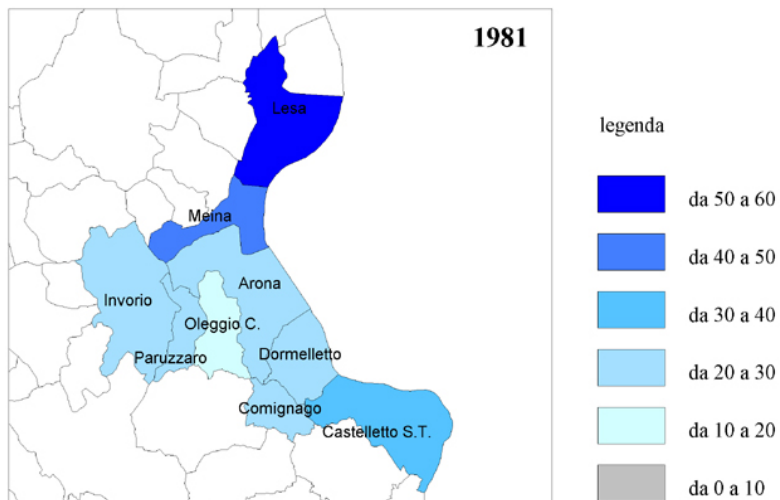 1981
Lesa
Meina
Arona
Invorio
Oleggio C.
Paruzzaro
Dormelletto
Comignago
Castelletto S.T.
legenda
da 50 a 60
da 40 a 50
da 30 a 40
da 20 a 30
da 10 a 20
da 0 a 10